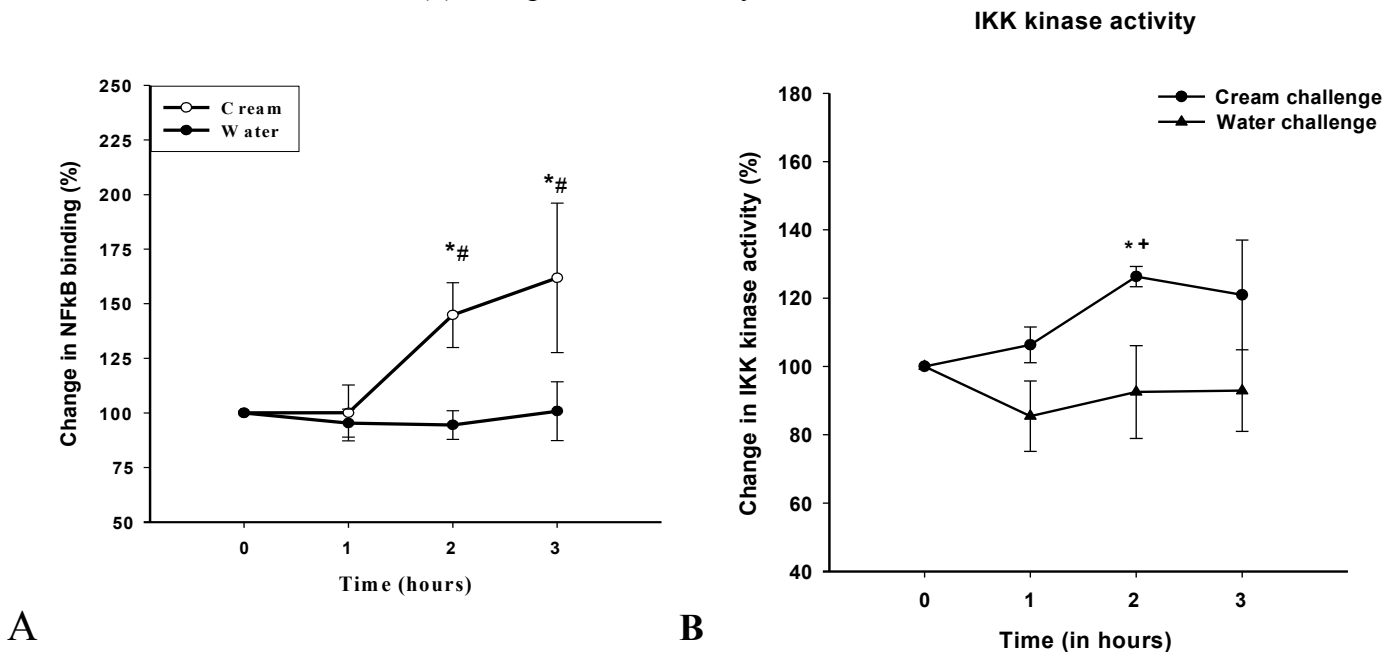 IKK kinase activity
250
225
200
175
150
125
100
75
50
Change in NFkB binding (%)
Cream
Water
*#
*#
0 1 2 3
Time (hours)
A
180
160
140
120
100
80
60
40
Change in IKK kinase activity (%)
Cream challenge
Water challenge
*+
0 1 2 3
Time (in hours)
B